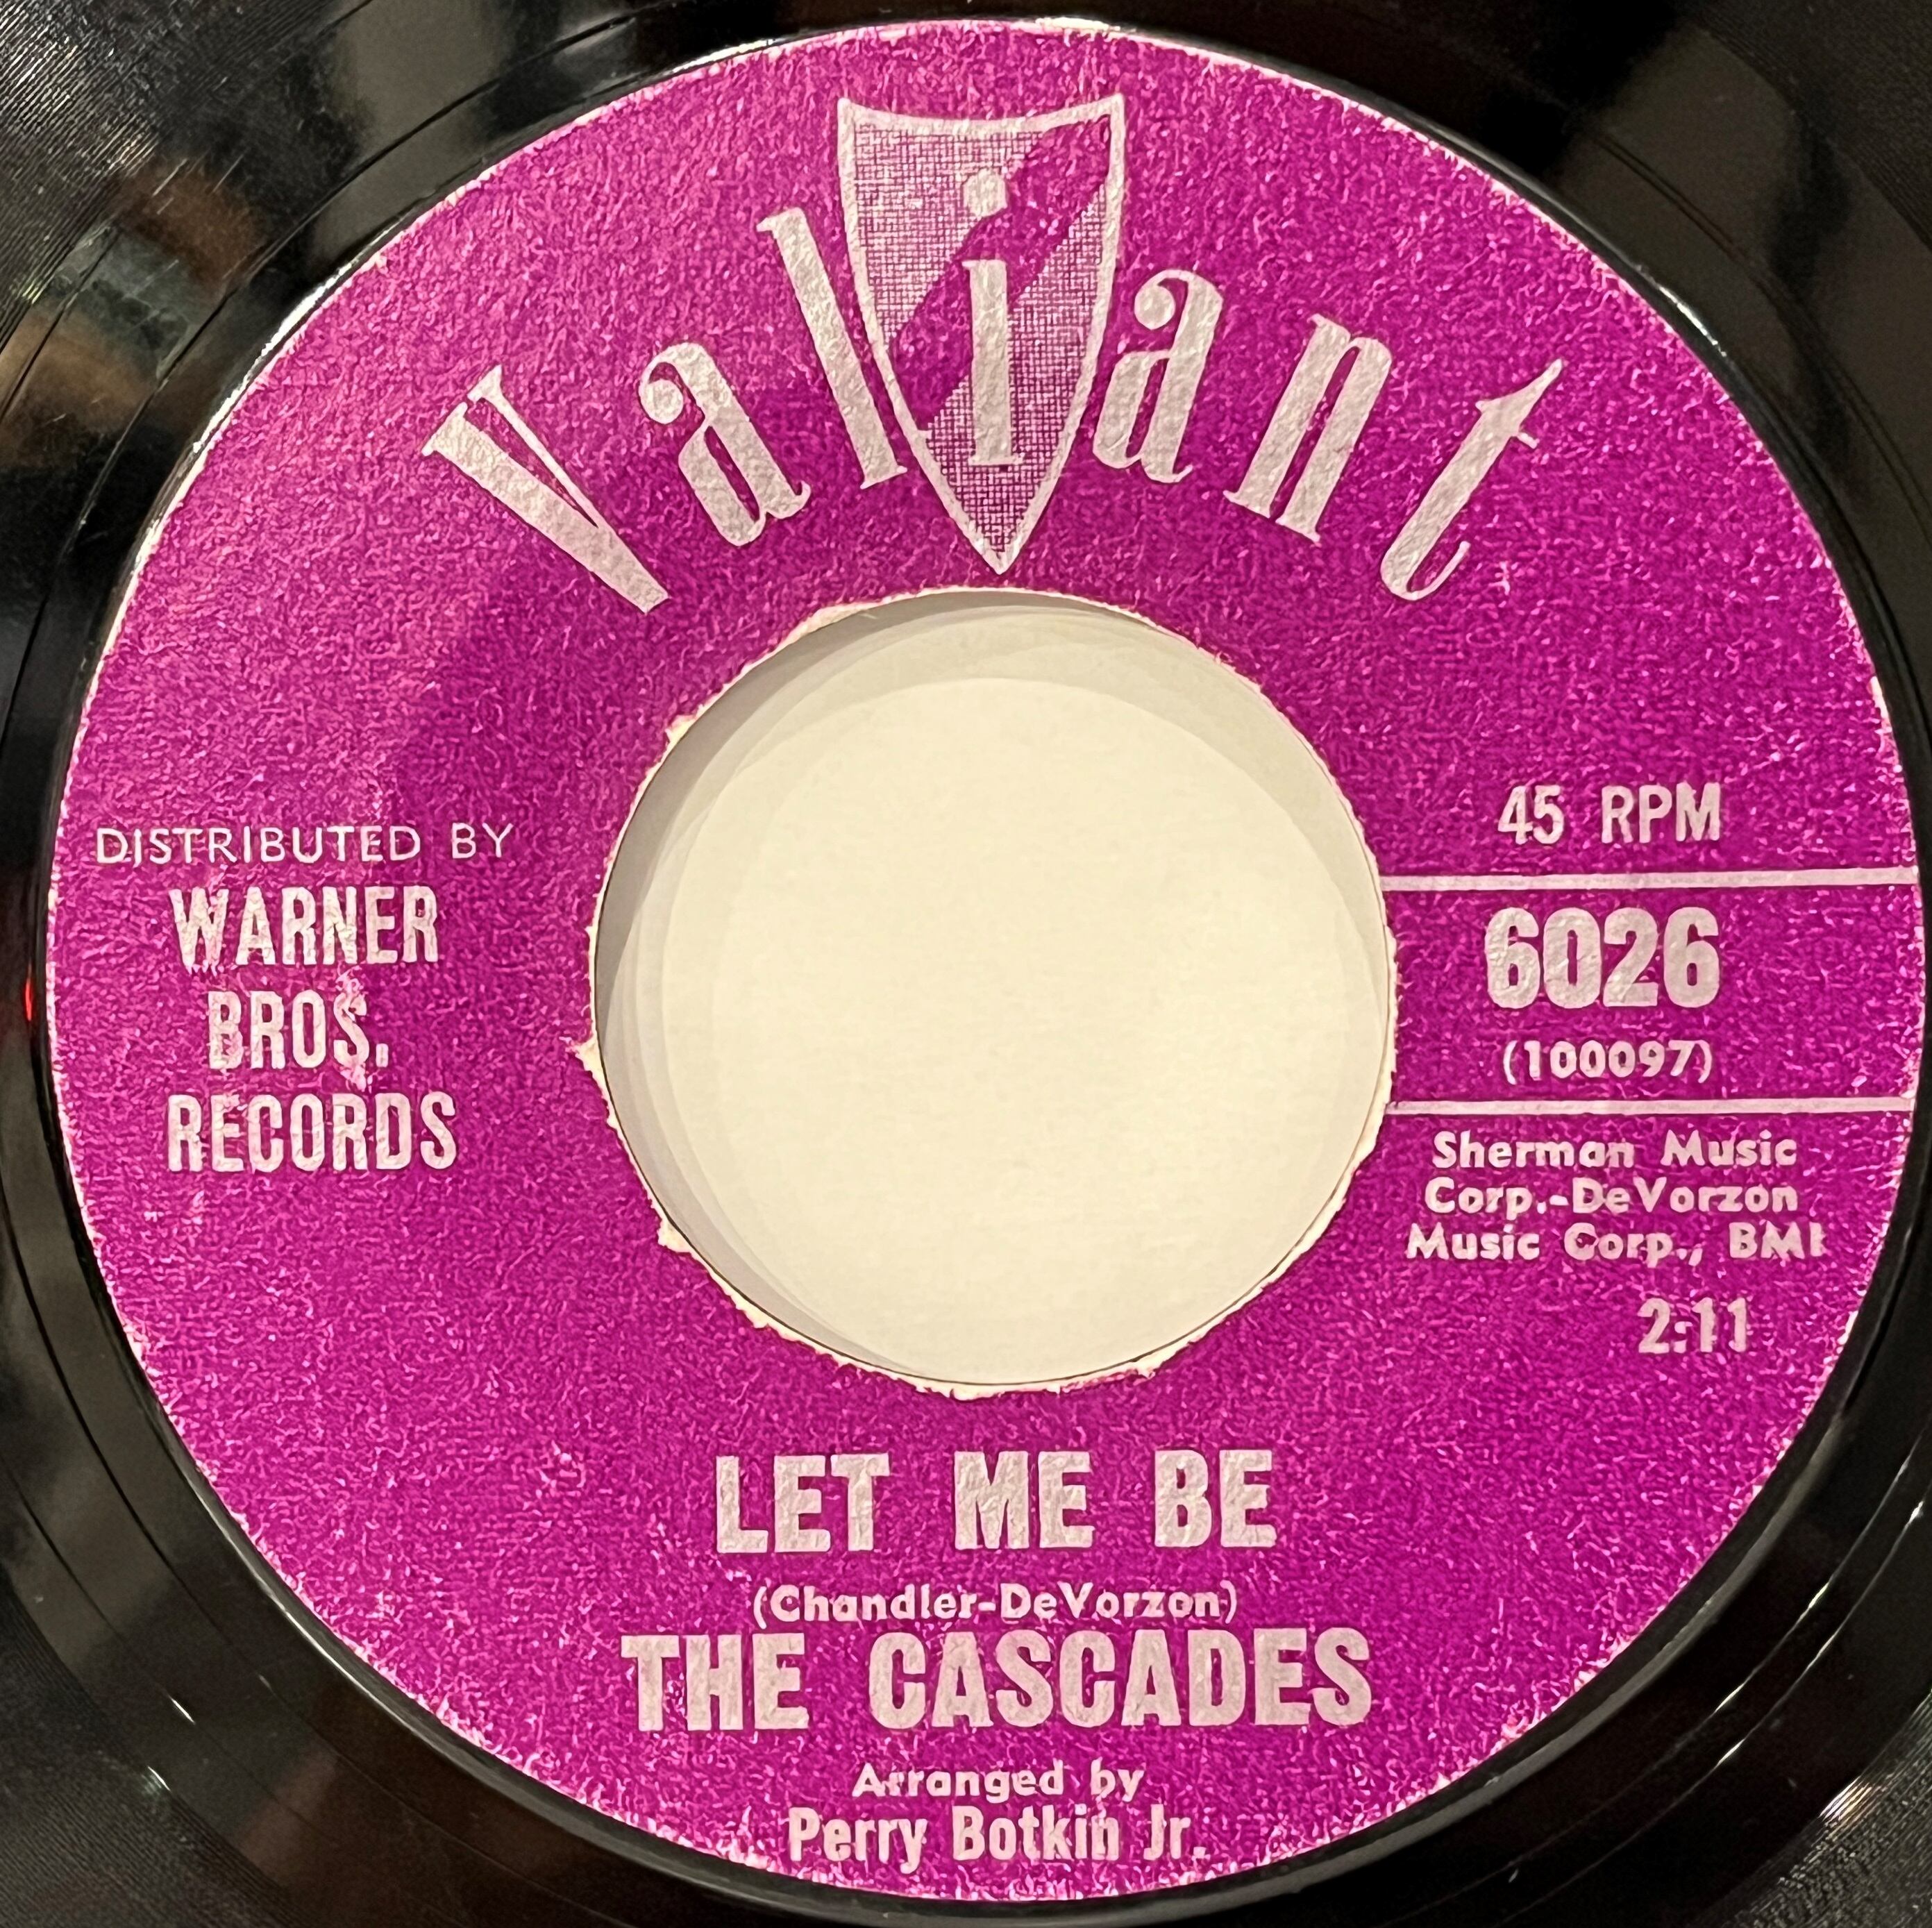 Valiant
DISTRIBUTED BY
WARNER
BROS.
RECORDS
45 RPM
6026
(100097)
Sherman Music
Corp.-DeVorzon
Music Corp., BMI
2:11
LET ME BE
(Chandler-DeVorzon)
THE CASCADES
Arranged by
Perry Botkin Jr.